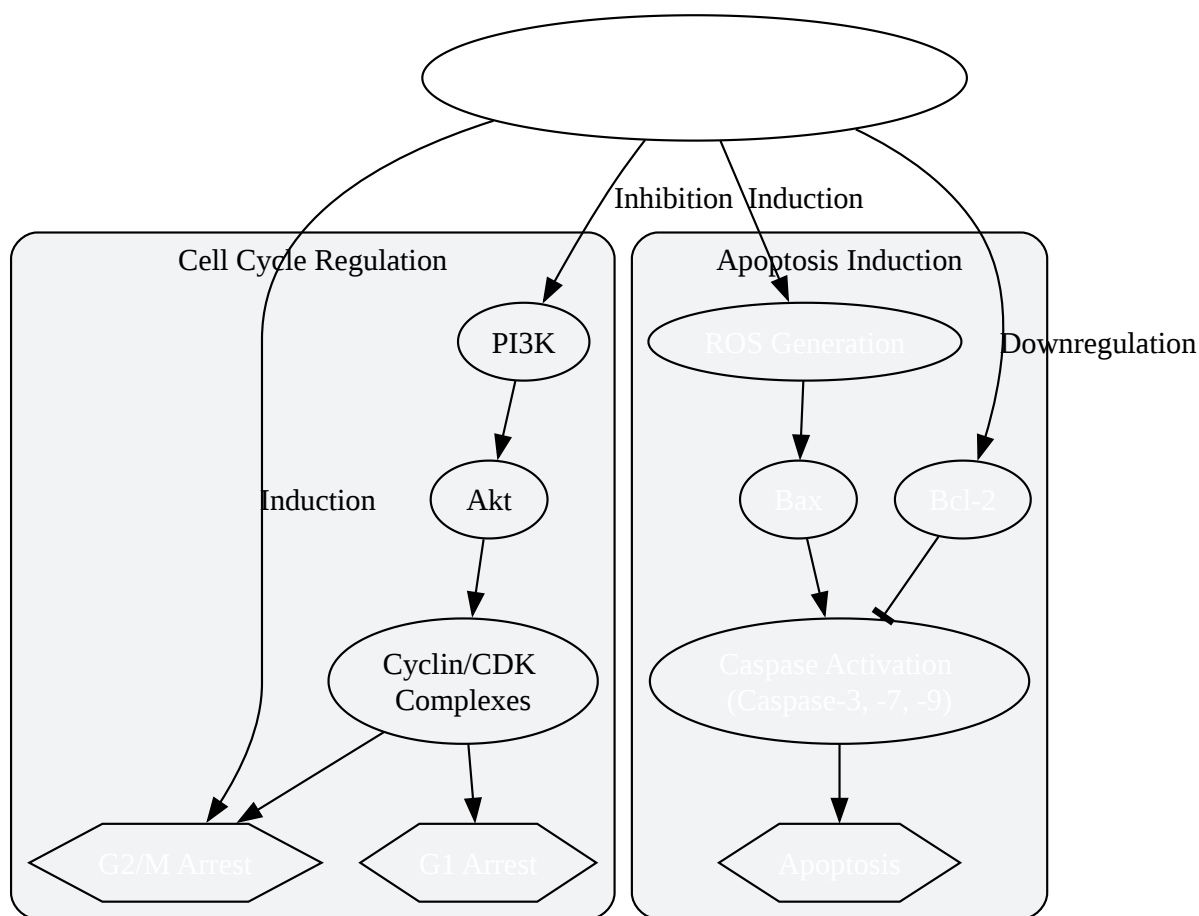 Inhibition
Induction
Cell Cycle Regulation
Apoptosis Induction
PI3K
ROS Generation
Downregulation
Induction
Akt
Bax
Bcl-2
Cyclin/CDK
Complexes
Caspase Activation
(Caspase-3, -7, -9)
G2/M Arrest
G1 Arrest
Apoptosis